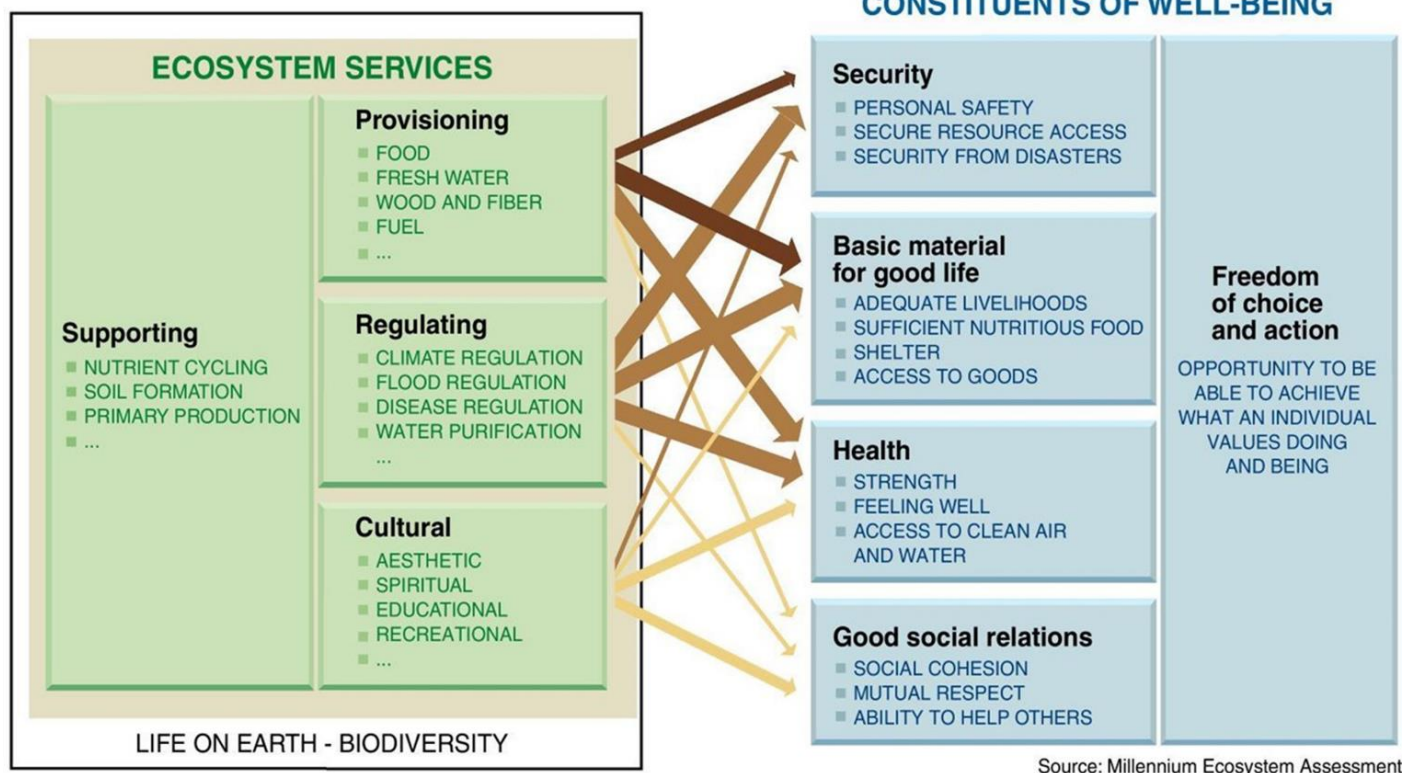 CONSTITUENTS OF WELL-BEING
ECOSYSTEM SERVICES
Supporting
NUTRIENT CYCLING
SOIL FORMATION
PRIMARY PRODUCTION
...
Provisioning
FOOD
FRESH WATER
WOOD AND FIBER
FUEL
...
Regulating
CLIMATE REGULATION
FLOOD REGULATION
DISEASE REGULATION
WATER PURIFICATION
...
Cultural
AESTHETIC
SPIRITUAL
EDUCATIONAL
RECREATIONAL
...
LIFE ON EARTH - BIODIVERSITY
Security
PERSONAL SAFETY
SECURE RESOURCE ACCESS
SECURITY FROM DISASTERS
Basic material
for good life
ADEQUATE LIVELIHOODS
SUFFICIENT NUTRITIOUS FOOD
SHELTER
ACCESS TO GOODS
Health
STRENGTH
FEELING WELL
ACCESS TO CLEAN AIR
AND WATER
Good social relations
SOCIAL COHESION
MUTUAL RESPECT
ABILITY TO HELP OTHERS
Freedom
of choice
and action
OPPORTUNITY TO BE
ABLE TO ACHIEVE
WHAT AN INDIVIDUAL
VALUES DOING
AND BEING
Source: Millennium Ecosystem Assessment